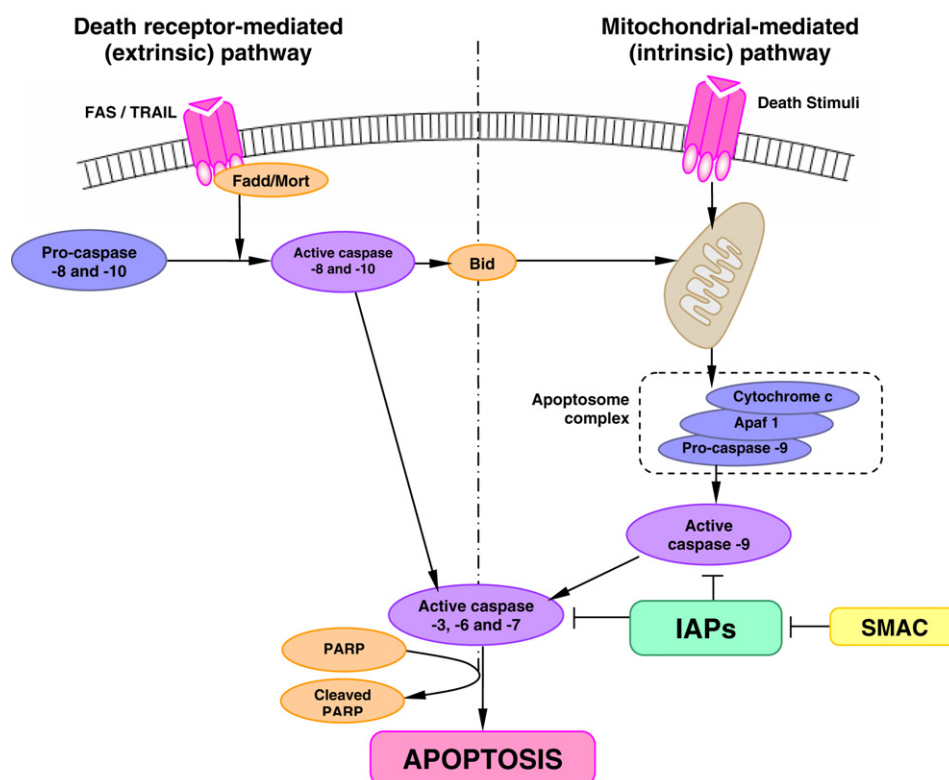 Death receptor-mediated
(extrinsic) pathway
Mitochondrial-mediated
(intrinsic) pathway
FAS / TRAIL
Death Stimuli
Fadd/Mort
Pro-caspase
-8 and -10
Active caspase
-8 and -10
Bid
Apoptosome
complex
Cytochrome c
Apaf 1
Pro-caspase -9
Active
caspase -9
Active caspase
-3, -6 and -7
IAPs
SMAC
PARP
Cleaved
PARP
APOPTOSIS